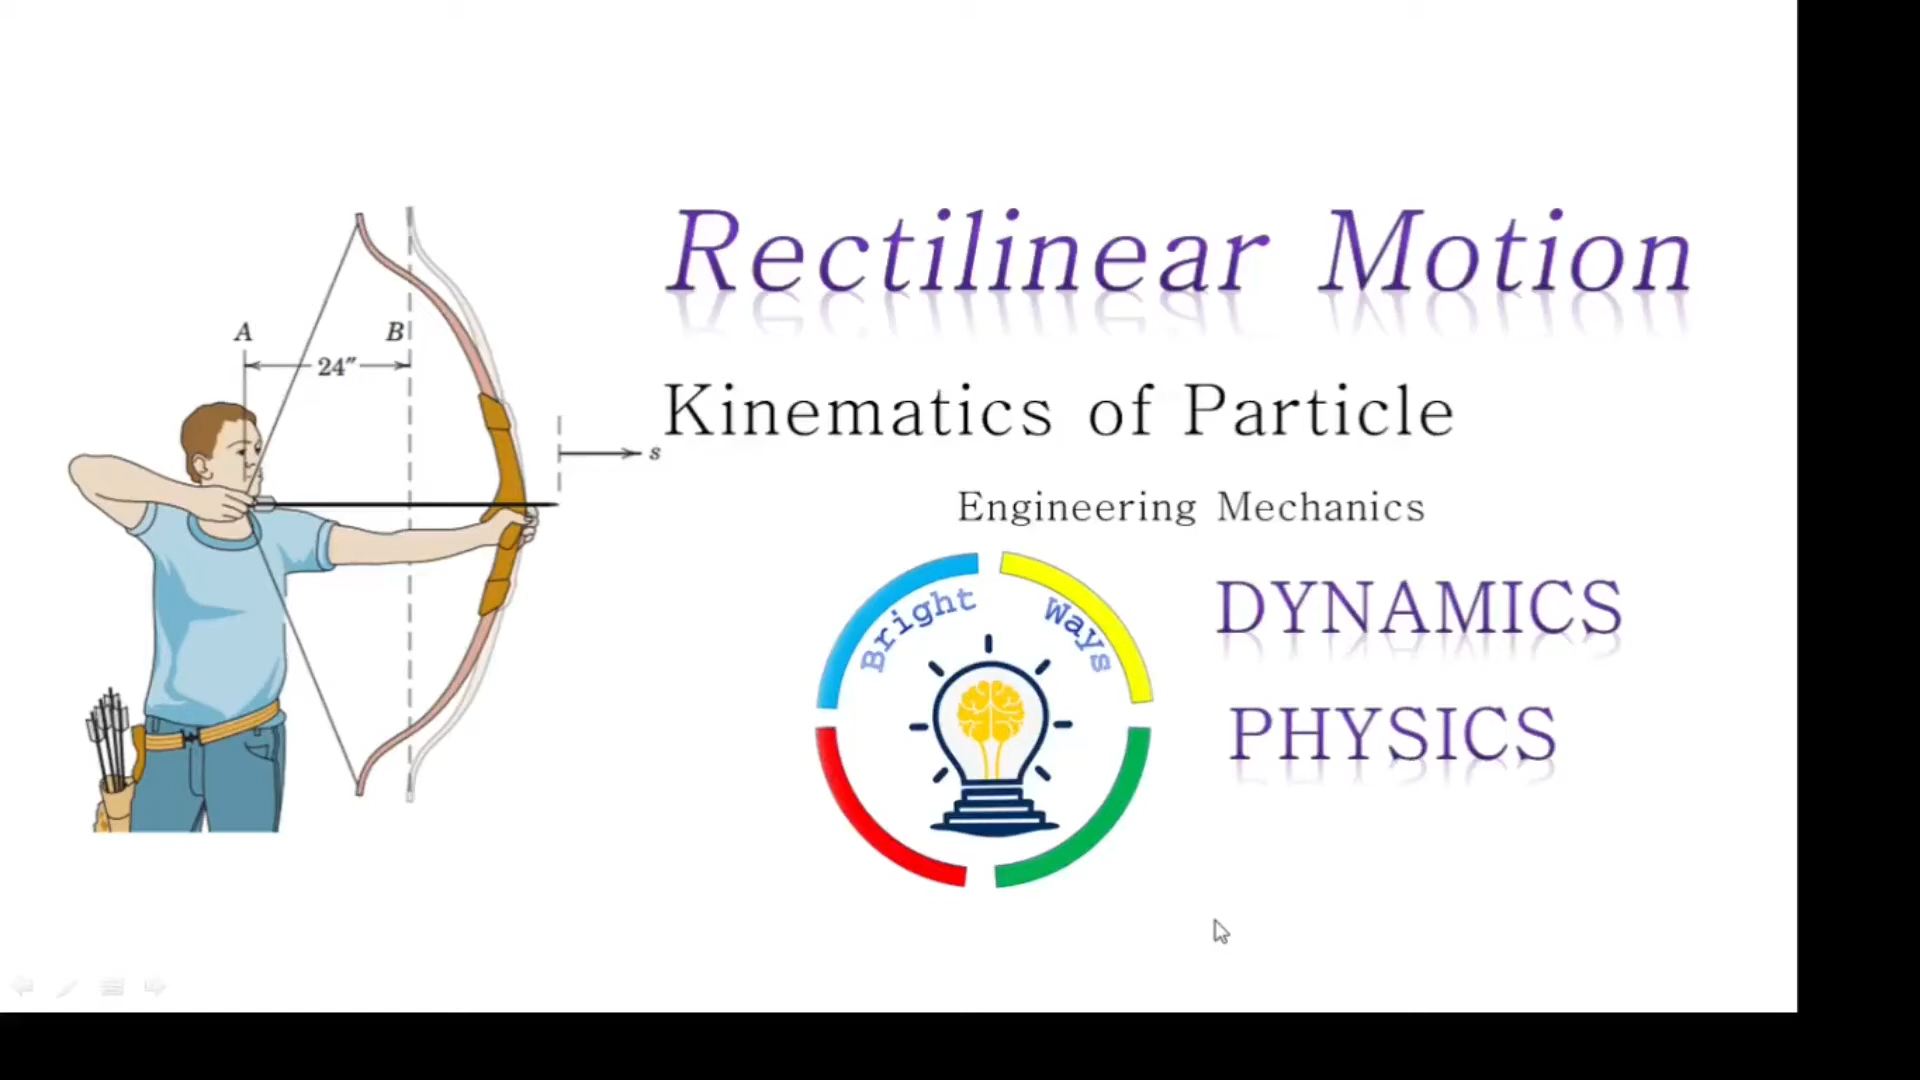 Rectilinear Motion
A
B
24"
Kinematics of Particle
s
Engineering Mechanics
DYNAMICS
Bright Ways
PHYSICS